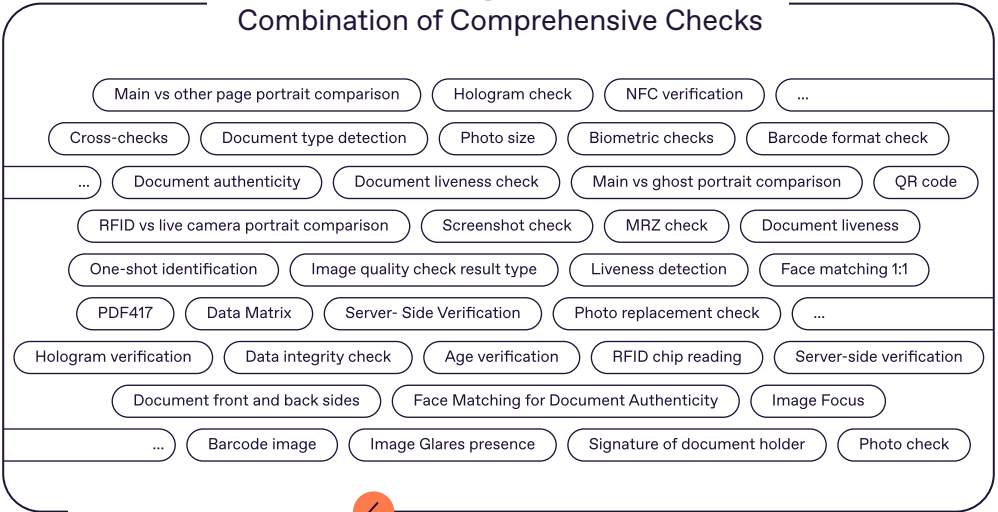 Combination of Comprehensive Checks
Main vs other page portrait comparison Hologram check NFC verification ...
Cross-checks Document type detection Photo size Biometric checks Barcode format check
... Document authenticity Document liveness check Main vs ghost portrait comparison QR code
RFID vs live camera portrait comparison Screenshot check MRZ check Document liveness
One-shot identification Image quality check result type Liveness detection Face matching 1:1
PDF417 Data Matrix Server- Side Verification Photo replacement check ...
Hologram verification Data integrity check Age verification RFID chip reading Server-side verification
Document front and back sides Face Matching for Document Authenticity Image Focus
... Barcode image Image Glares presence Signature of document holder Photo check